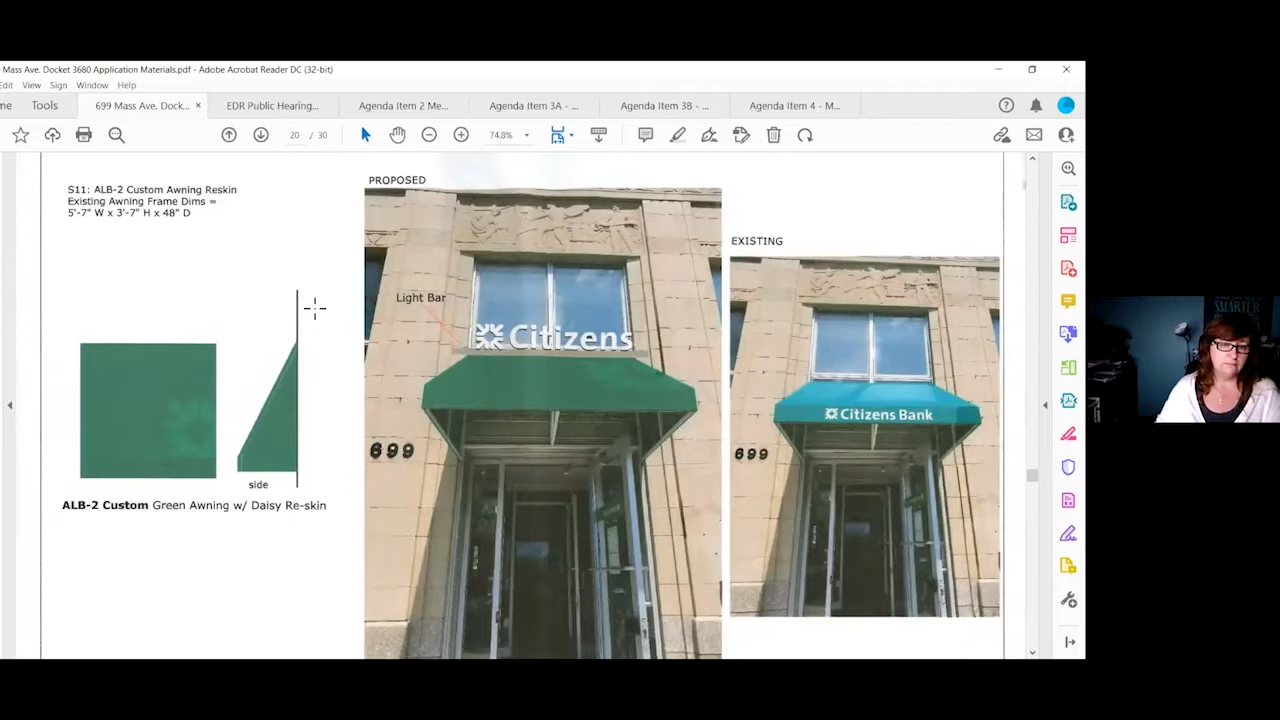 9 Mass Ave. Docket 3680 Application Materials.pdf - Adobe Acrobat Reader DC (32-bit)
Edit View Sign Window Help
me Tools 699 Mass Ave. Dock... × EDR Public Hearing... Agenda Item 2 Me... Agenda Item 3A - ... Agenda Item 3B - ... Agenda Item 4 - M...
20 / 30 74.8%
S11: ALB-2 Custom Awning Reskin
Existing Awning Frame Dims =
5'-7" W x 3'-7" H x 48" D
side
ALB-2 Custom Green Awning w/ Daisy Re-skin
PROPOSED
Light Bar
Citizens
699
EXISTING
Citizens Bank
699
SMARTER